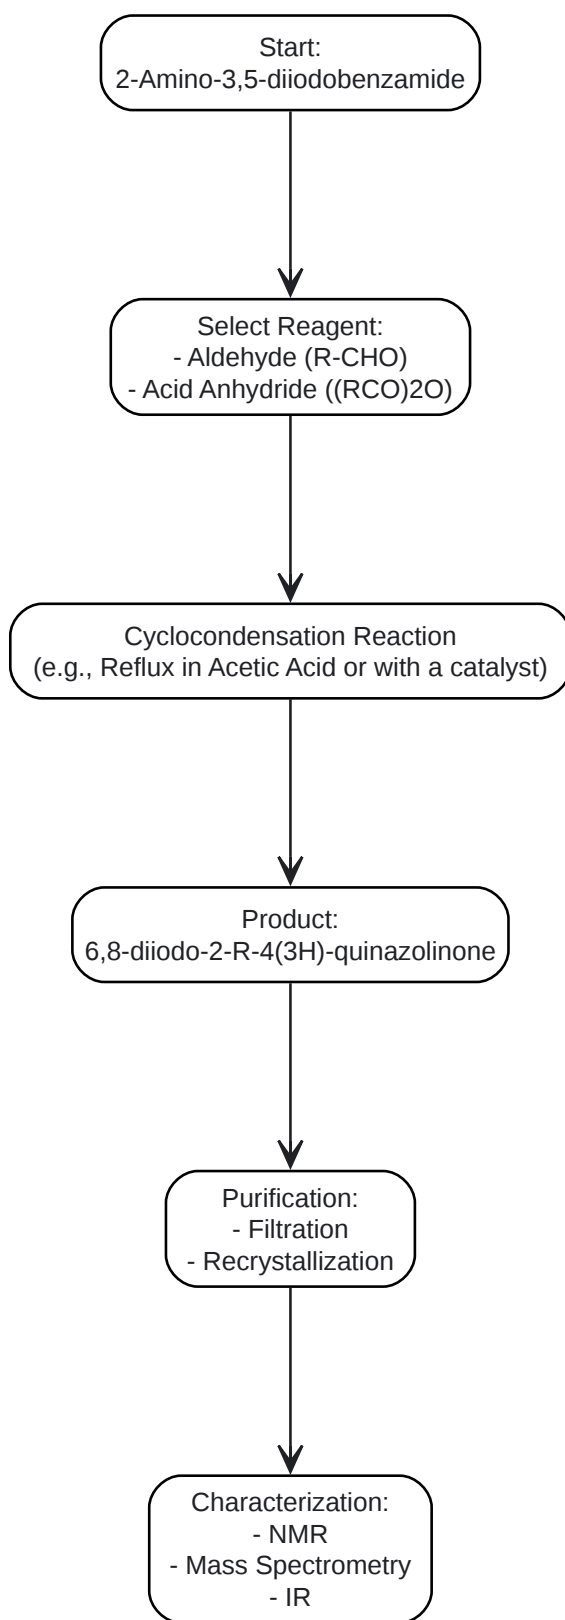 Start:
2-Amino-3,5-diiodobenzamide
Select Reagent:
- Aldehyde (R-CHO)
- Acid Anhydride ((RCO)2O)
Cyclocondensation Reaction
(e.g., Reflux in Acetic Acid or with a catalyst)
Product:
6,8-diiodo-2-R-4(3H)-quinazolinone
Purification:
- Filtration
- Recrystallization
Characterization:
- NMR
- Mass Spectrometry
- IR